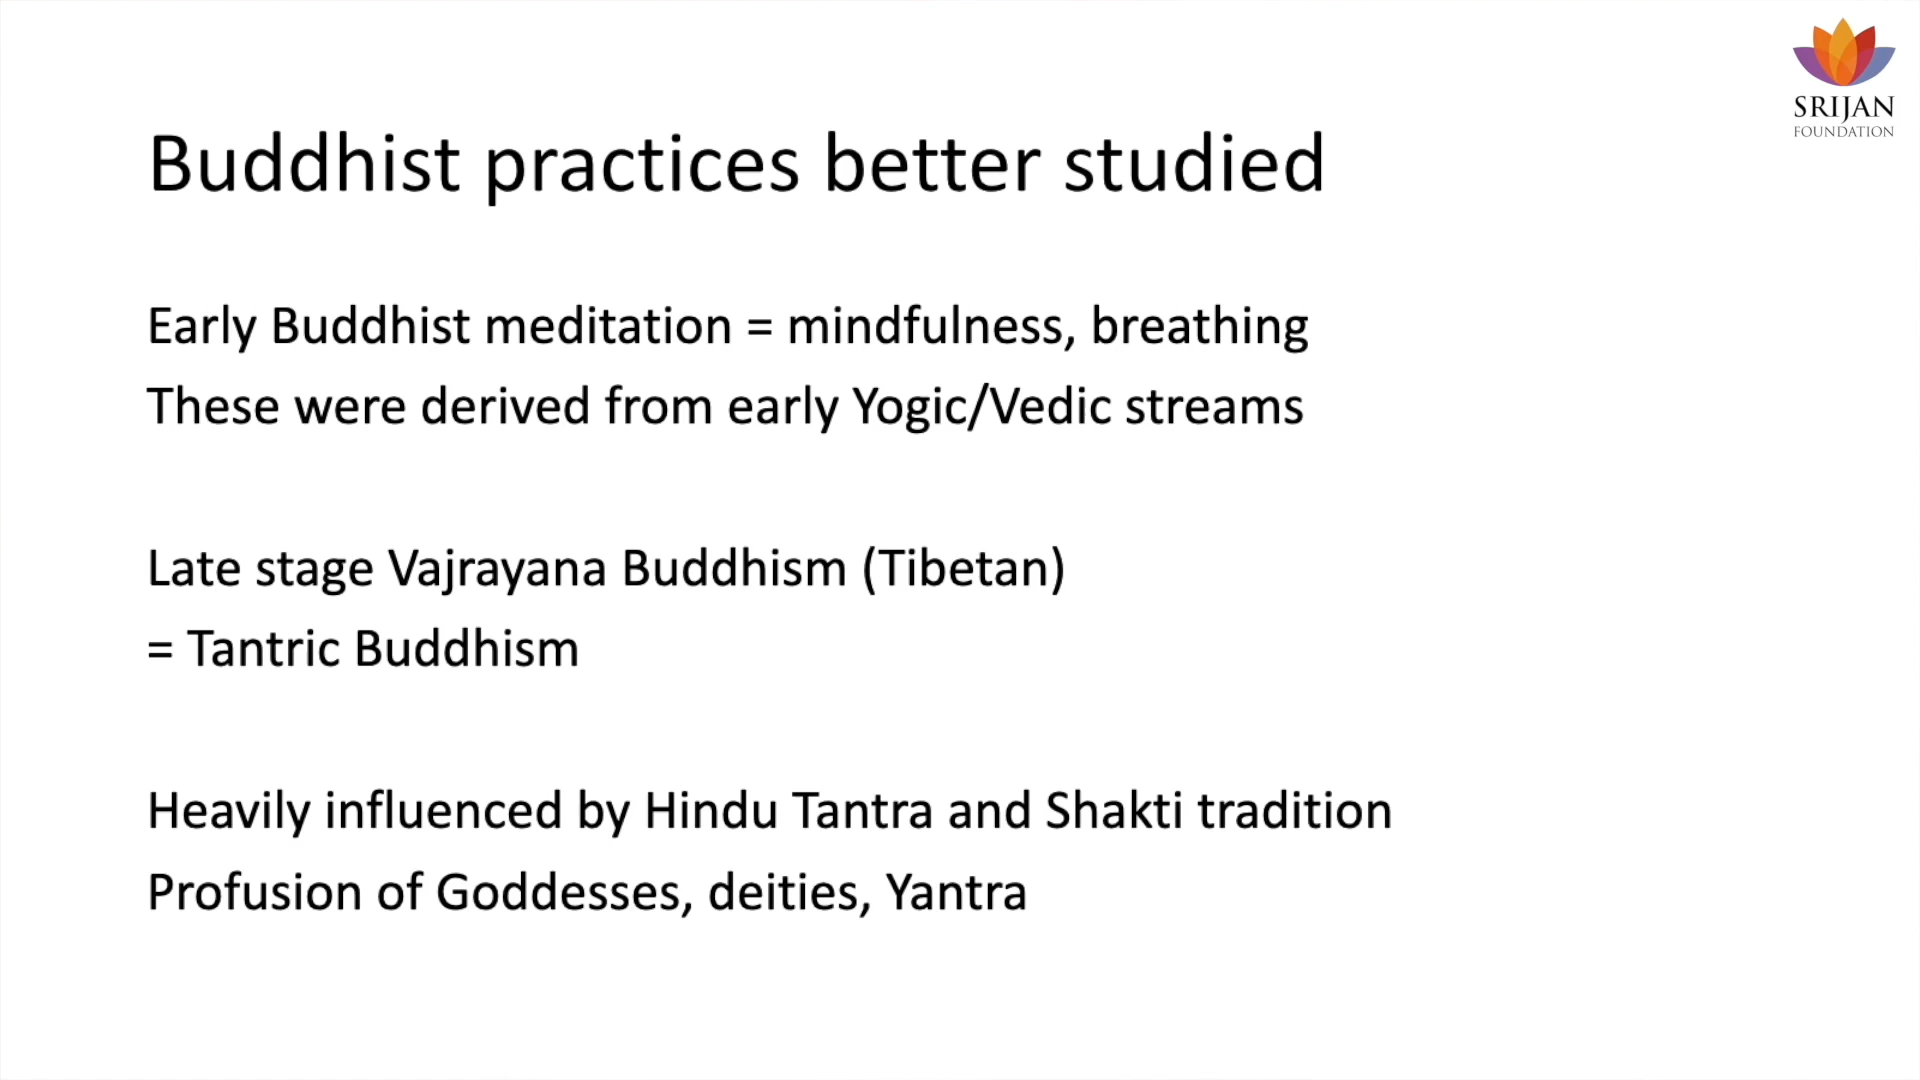 SRIJAN
FOUNDATION
Buddhist practices better studied
Early Buddhist meditation = mindfulness, breathing
These were derived from early Yogic/Vedic streams
Late stage Vajrayana Buddhism (Tibetan)
= Tantric Buddhism
Heavily influenced by Hindu Tantra and Shakti tradition
Profusion of Goddesses, deities, Yantra